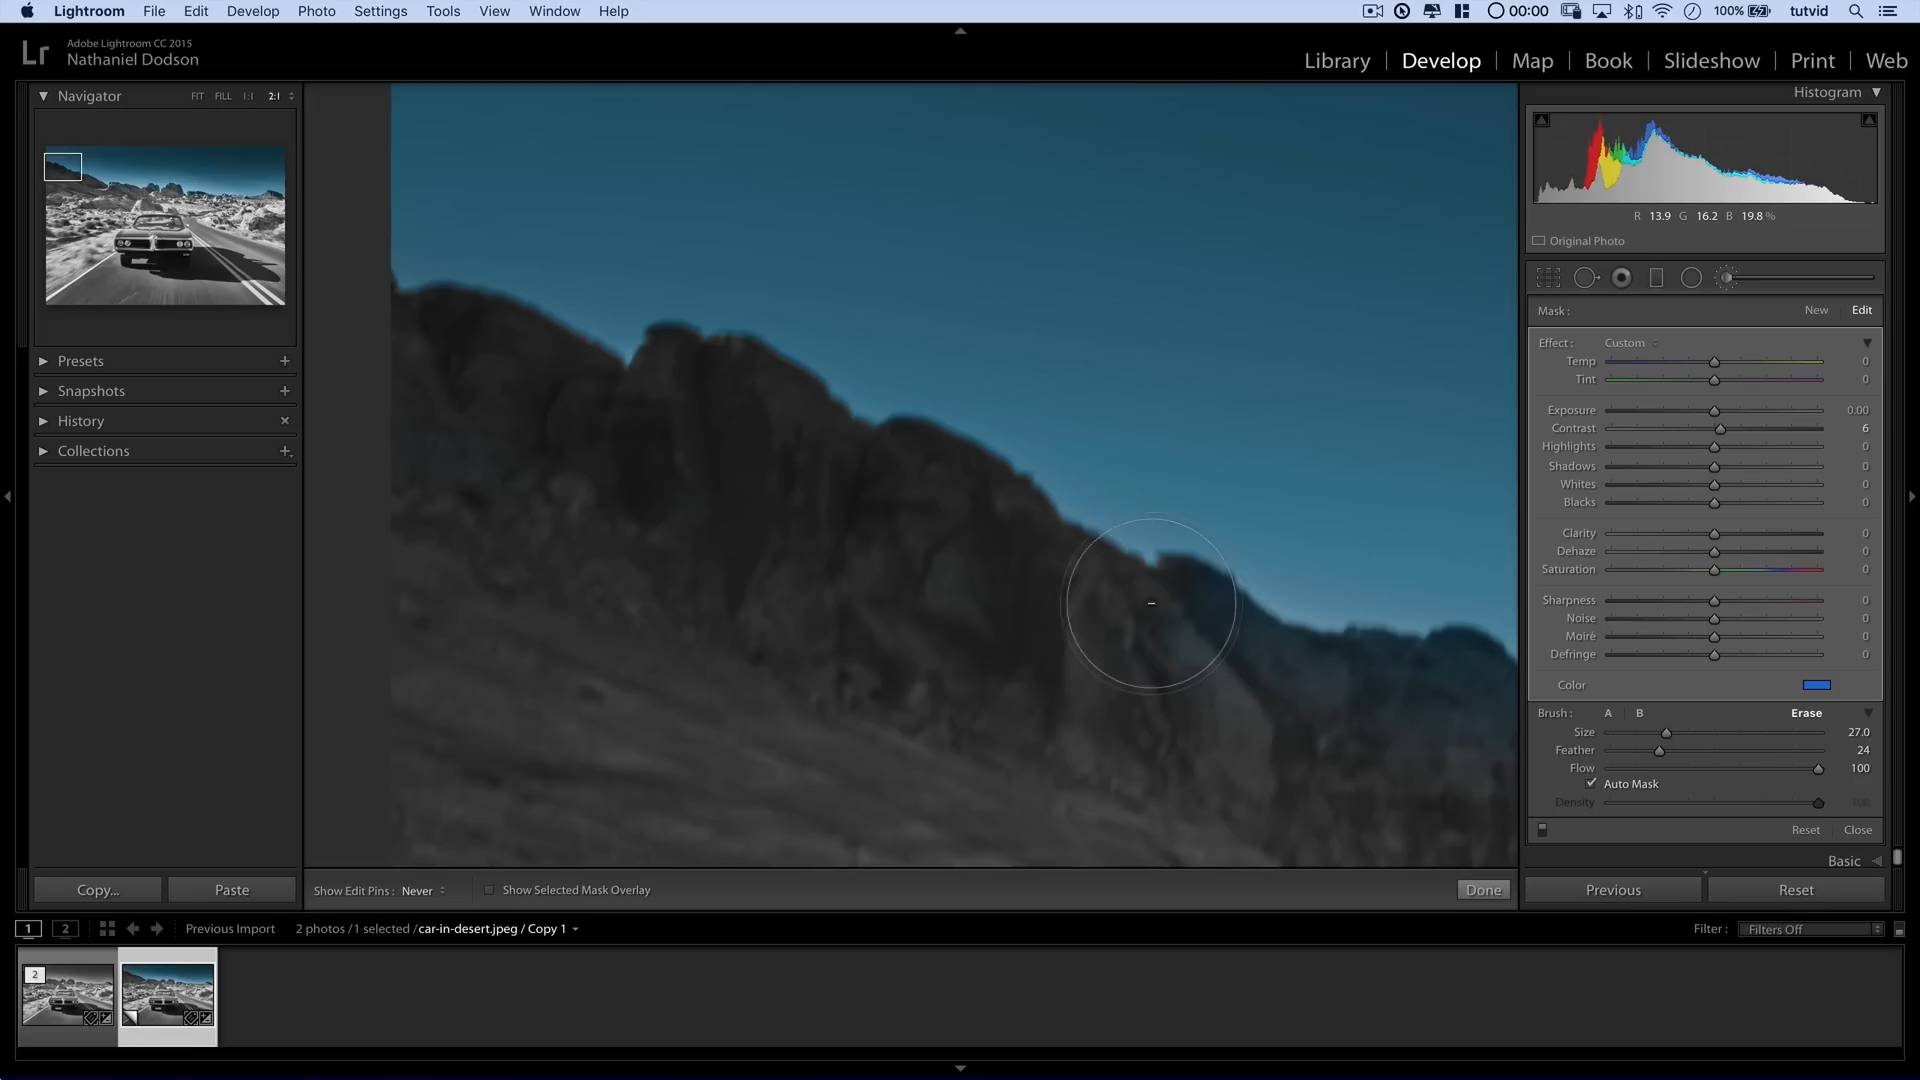 Lightroom File Edit Develop Photo Settings Tools View Window Help 00:00 100% tutvid
Lr Adobe Lightroom CC 2015
Nathaniel Dodson
Library | Develop | Map | Book | Slideshow | Print | Web
Navigator FIT FILL 1:1 2:1
Histogram
R 13.9 G 16.2 B 19.8 %
Original Photo
Mask : New Edit
Effect : Custom
Temp 0
Tint 0
Exposure 0.00
Contrast 6
Highlights 0
Shadows 0
Whites 0
Blacks 0
Clarity 0
Dehaze 0
Saturation 0
Sharpness 0
Noise 0
Moiré 0
Defringe 0
Color
Brush : A B Erase
Size 27.0
Feather 24
Flow 100
Auto Mask
Density 100
Reset Close
Basic
Presets
Snapshots
History
Collections
Copy... Paste
Show Edit Pins : Never Show Selected Mask Overlay Done
Previous Reset
1 2 Previous Import 2 photos / 1 selected / car-in-desert.jpeg / Copy 1 Filter : Filters Off
2